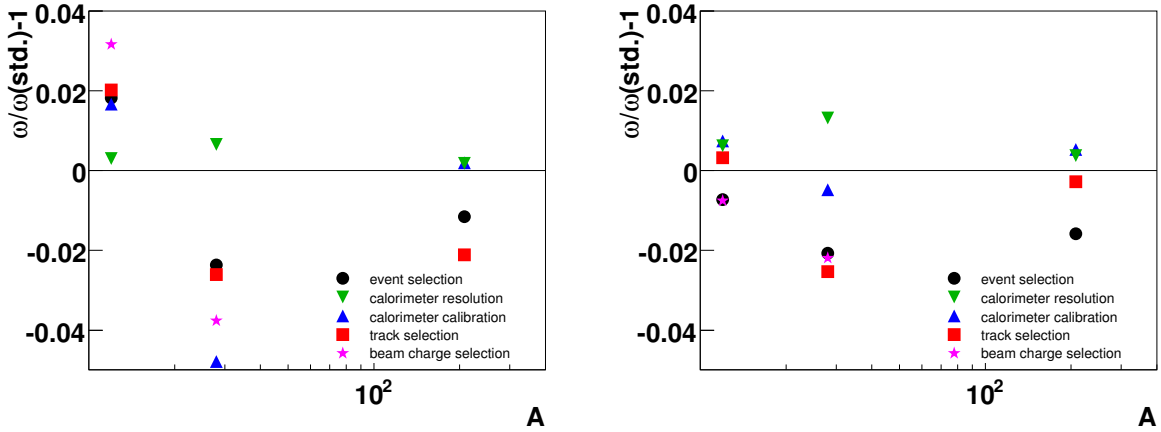 ω/ω(std.)-1
0.04
0.02
0
-0.02
-0.04
event selection
calorimeter resolution
calorimeter calibration
track selection
beam charge selection
10²
A
ω/ω(std.)-1
0.04
0.02
0
-0.02
-0.04
event selection
calorimeter resolution
calorimeter calibration
track selection
beam charge selection
10²
A